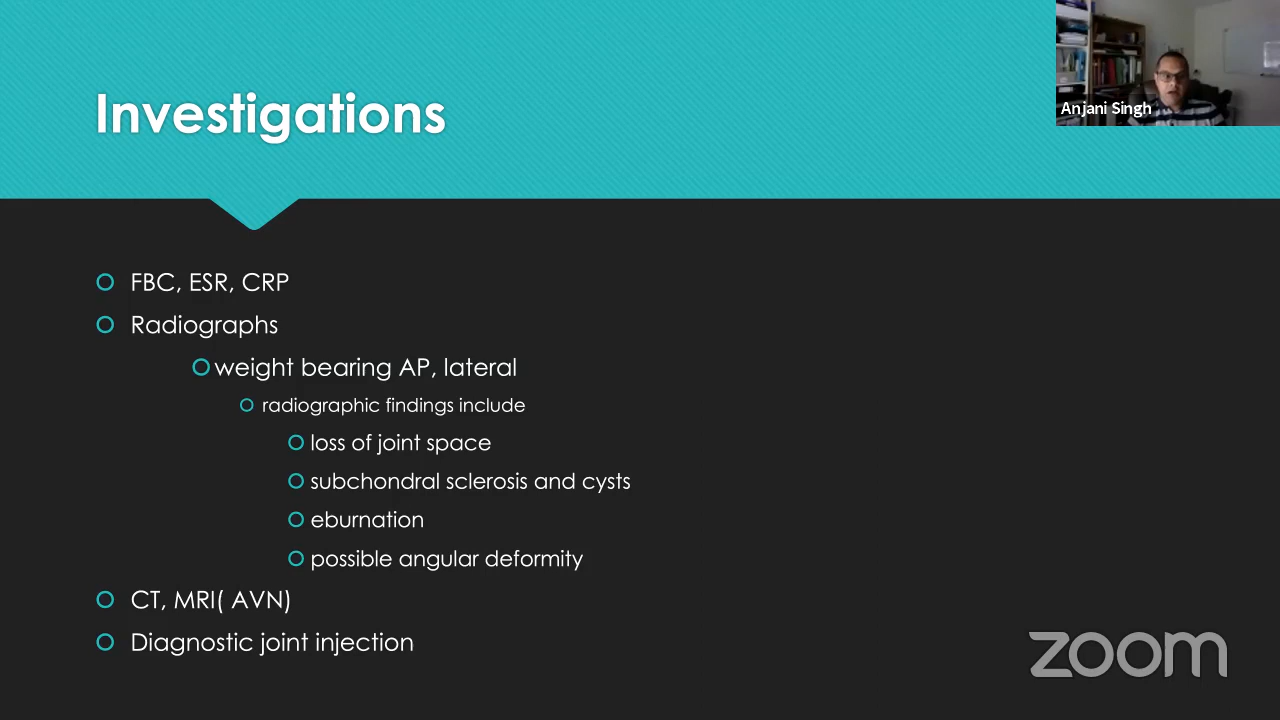 Investigations
Anjani Singh
FBC, ESR, CRP
Radiographs
weight bearing AP, lateral
radiographic findings include
loss of joint space
subchondral sclerosis and cysts
eburnation
possible angular deformity
CT, MRI( AVN)
Diagnostic joint injection
zoom